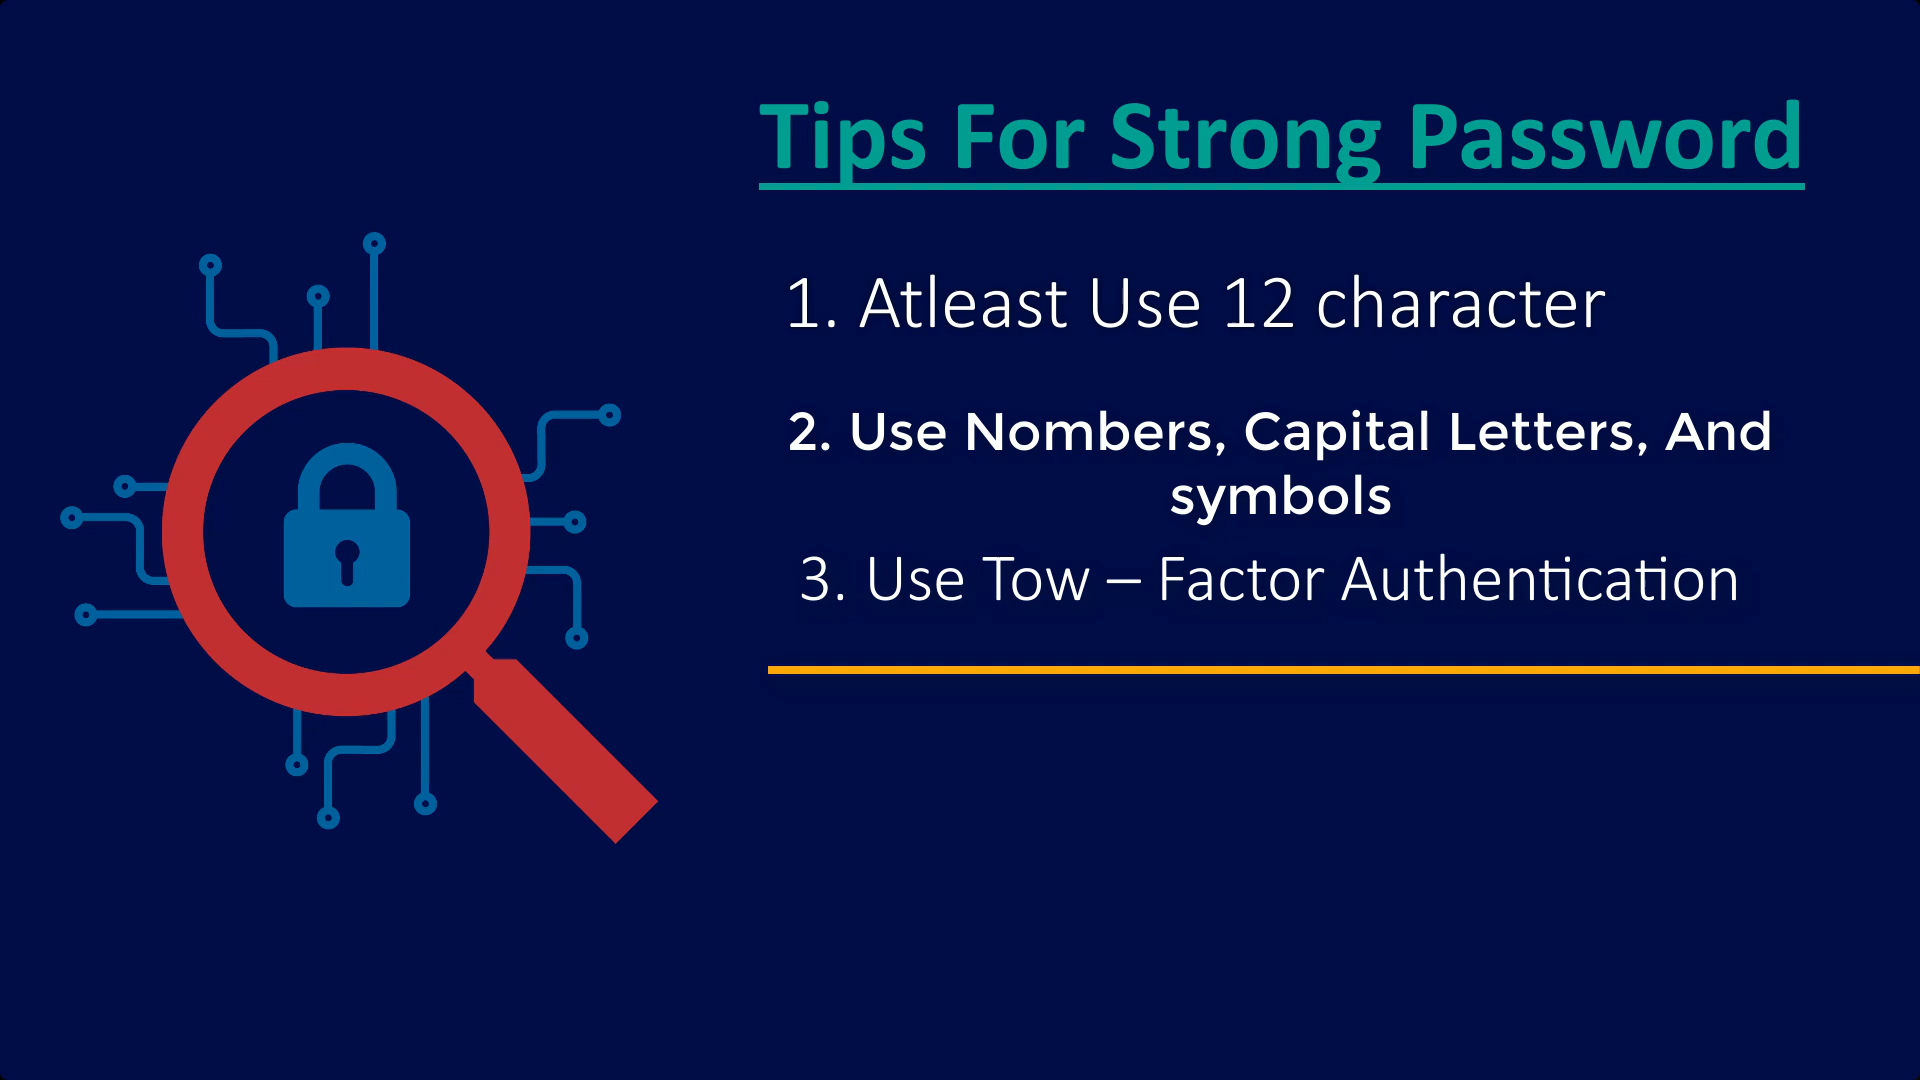 Tips For Strong Password
1. Atleast Use 12 character
2. Use Nombers, Capital Letters, And
symbols
3. Use Tow – Factor Authentication